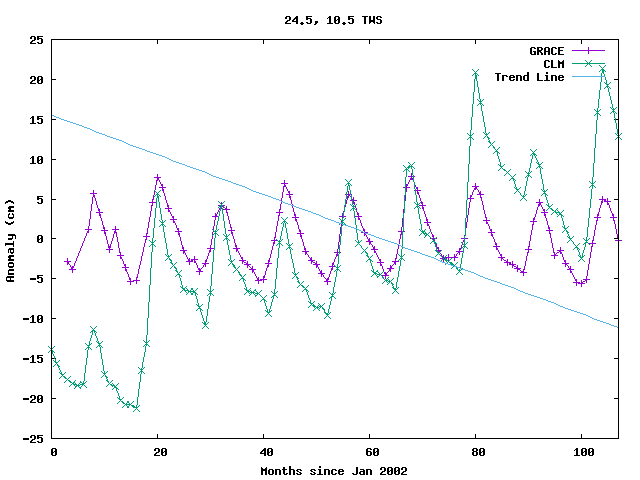 24.5, 10.5 TWS
GRACE
CLM
Trend Line
Anomaly (cm)
25
20
15
10
5
0
-5
-10
-15
-20
-25
0 20 40 60 80 100
Months since Jan 2002